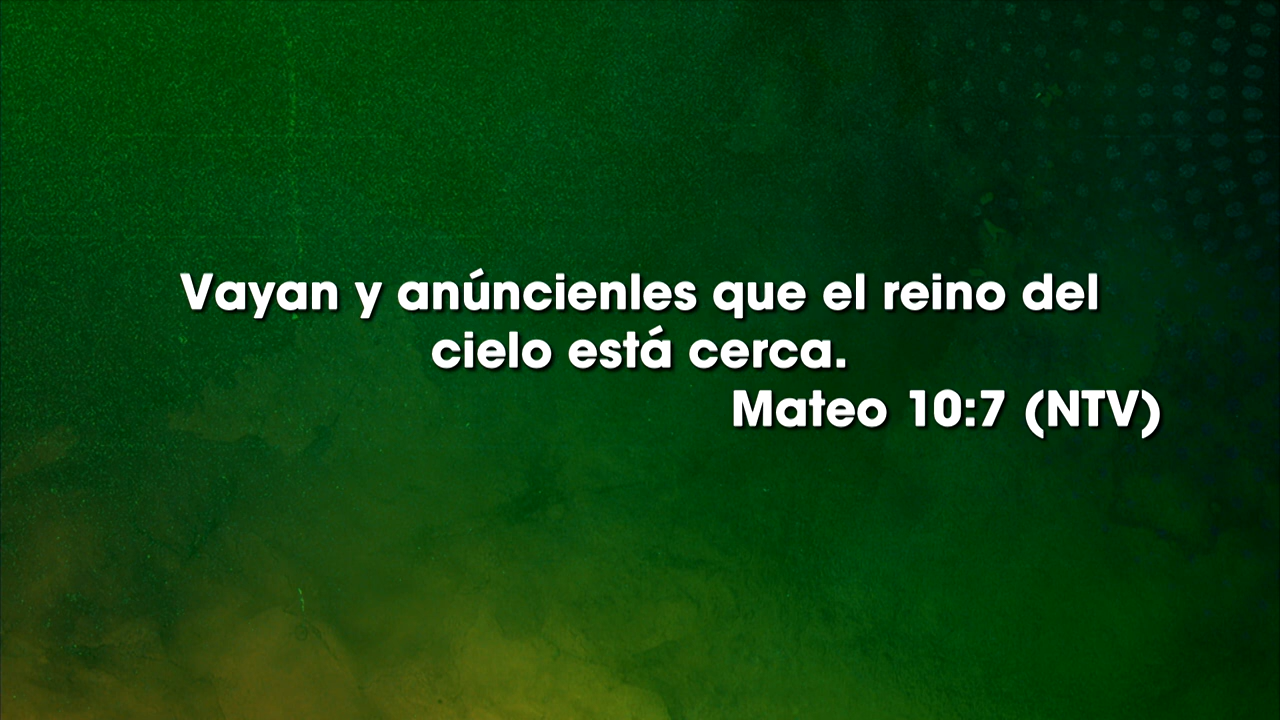 Vayan y anúncienles que el reino del
cielo está cerca.
Mateo 10:7 (NTV)